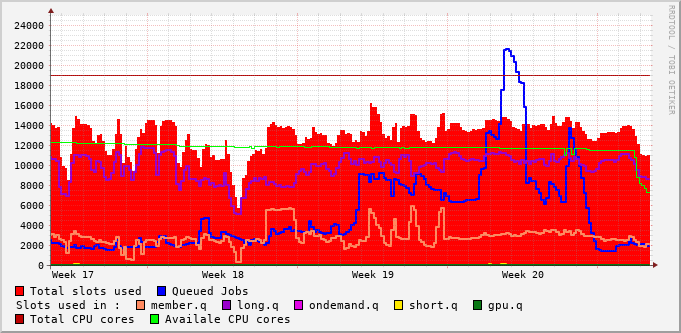 24000
22000
20000
18000
16000
14000
12000
10000
8000
6000
4000
2000
0
Week 17 Week 18 Week 19 Week 20
RRDTOOL / TOBI OETIKER
Total slots used Queued Jobs
Slots used in : member.q long.q ondemand.q short.q gpu.q
Total CPU cores Availale CPU cores